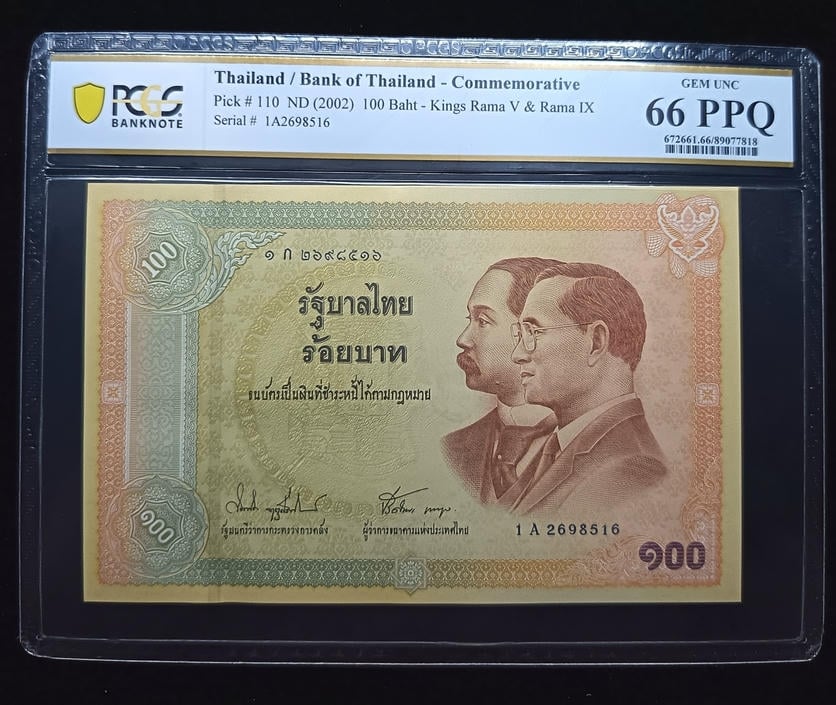 PCGS
BANKNOTE
Thailand / Bank of Thailand - Commemorative
Pick # 110 ND (2002) 100 Baht - Kings Rama V & Rama IX
Serial # 1A2698516
GEM UNC
66 PPQ
672661.66/89077818
100
๑ ก ๒๖๙๘๕๑๖
รัฐบาลไทย
ร้อยบาท
ธนบัตรเป็นเงินที่ชำระหนี้ได้ตามกฎหมาย
รัฐมนตรีว่าการกระทรวงการคลัง
ผู้ว่าการธนาคารแห่งประเทศไทย
1 A 2698516
๑๐๐
๑๐๐